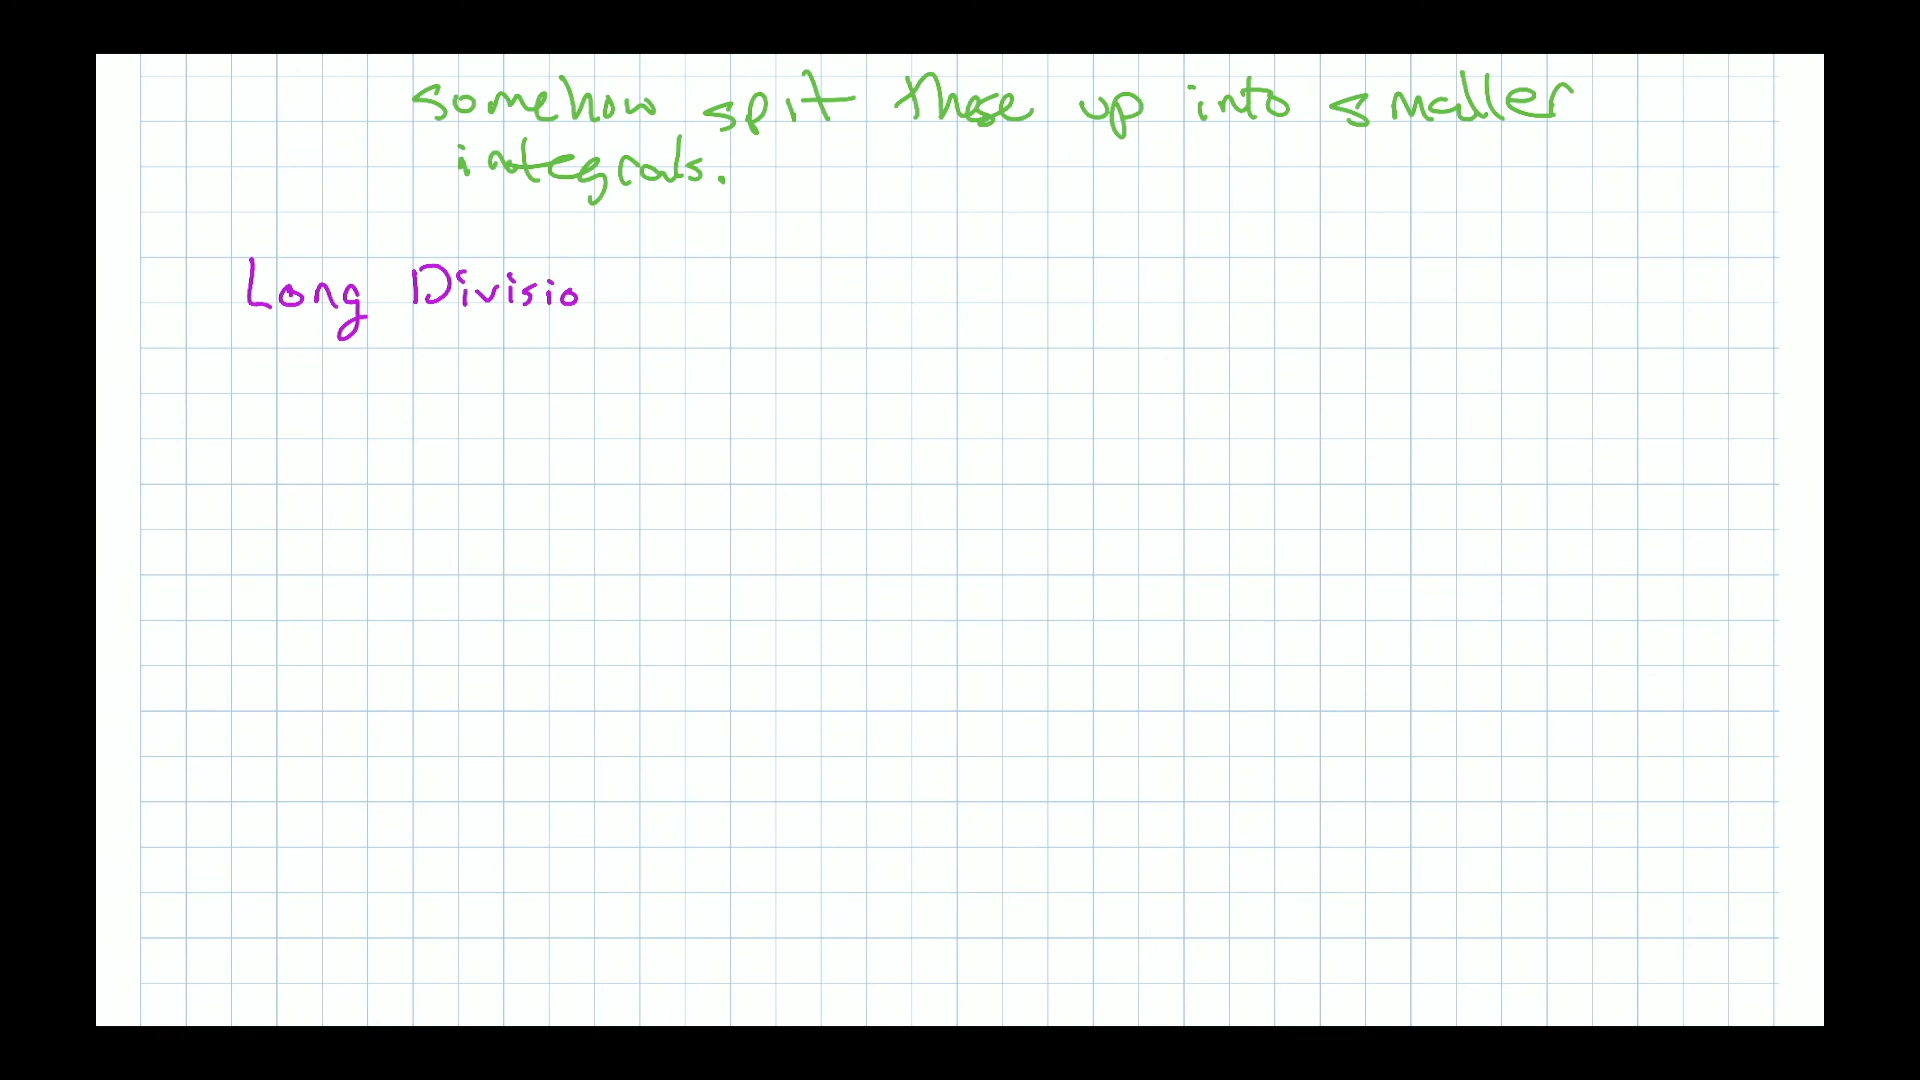 somehow spit these up into smaller
integrals.
Long Divisio